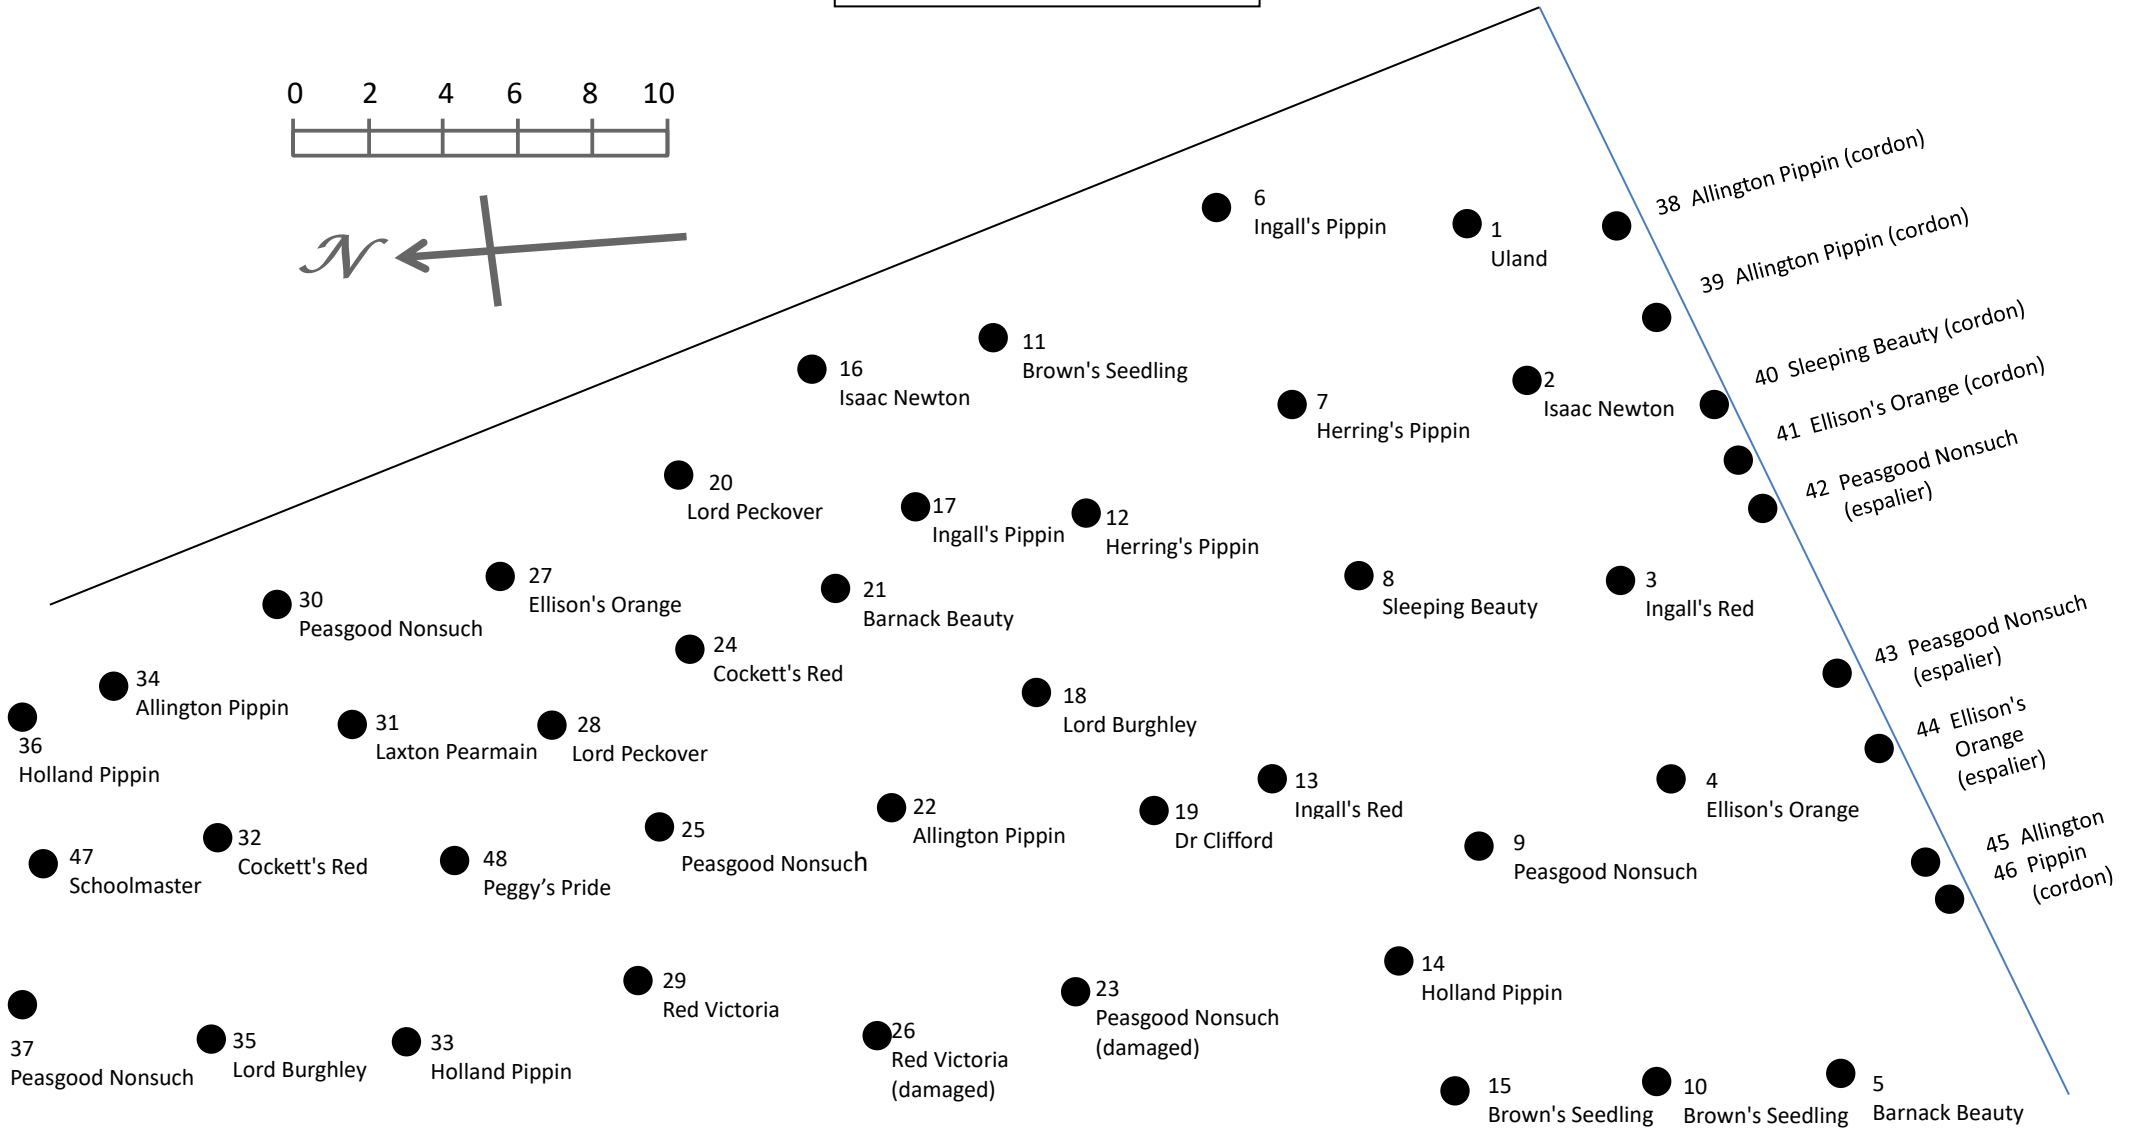 0 2 4 6 8 10
N
6
Ingall's Pippin
1
Uland
38 Allington Pippin (cordon)
39 Allington Pippin (cordon)
11
Brown's Seedling
16
Isaac Newton
2
Isaac Newton
7
Herring's Pippin
40 Sleeping Beauty (cordon)
41 Ellison's Orange (cordon)
42 Peasgood Nonsuch
(espalier)
20
Lord Peckover
17
Ingall's Pippin
12
Herring's Pippin
30
Peasgood Nonsuch
27
Ellison's Orange
21
Barnack Beauty
8
Sleeping Beauty
3
Ingall's Red
24
Cockett's Red
43 Peasgood Nonsuch
(espalier)
34
Allington Pippin
18
Lord Burghley
36
Holland Pippin
31
Laxton Pearmain
28
Lord Peckover
44 Ellison's
Orange
(espalier)
13
Ingall's Red
4
Ellison's Orange
22
Allington Pippin
19
Dr Clifford
25
Peasgood Nonsuch
32
Cockett's Red
47
Schoolmaster
48
Peggy’s Pride
9
Peasgood Nonsuch
45 Allington
46 Pippin
(cordon)
14
Holland Pippin
29
Red Victoria
23
Peasgood Nonsuch
(damaged)
26
Red Victoria
(damaged)
37
Peasgood Nonsuch
35
Lord Burghley
33
Holland Pippin
15
Brown's Seedling
10
Brown's Seedling
5
Barnack Beauty